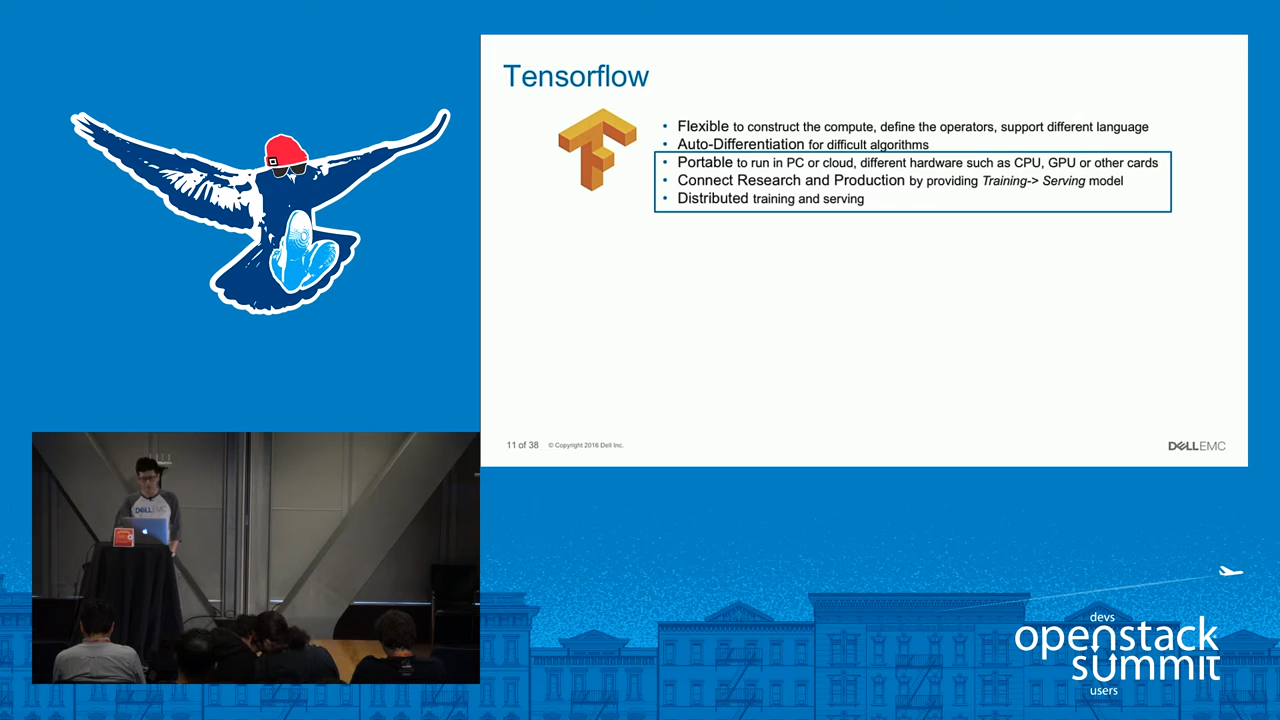 Tensorflow
• Flexible to construct the compute, define the operators, support different language
• Auto-Differentiation for difficult algorithms
• Portable to run in PC or cloud, different hardware such as CPU, GPU or other cards
• Connect Research and Production by providing Training-> Serving model
• Distributed training and serving
11 of 38 © Copyright 2016 Dell Inc.
DELLEMC
DELLEMC
devs
openstack
summit
users